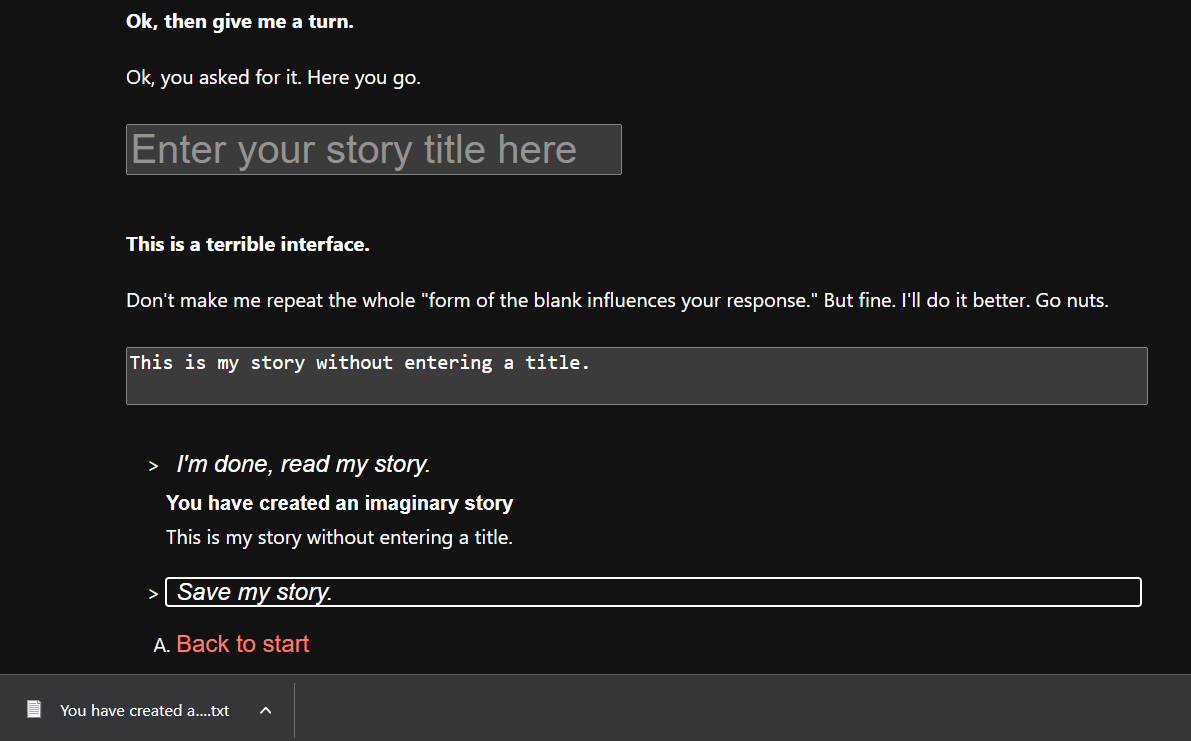 Ok, then give me a turn.
Ok, you asked for it. Here you go.
Enter your story title here
This is a terrible interface.
Don't make me repeat the whole "form of the blank influences your response." But fine. I'll do it better. Go nuts.
This is my story without entering a title.
> I'm done, read my story.
You have created an imaginary story
This is my story without entering a title.
> Save my story.
A. Back to start
You have created a....txt